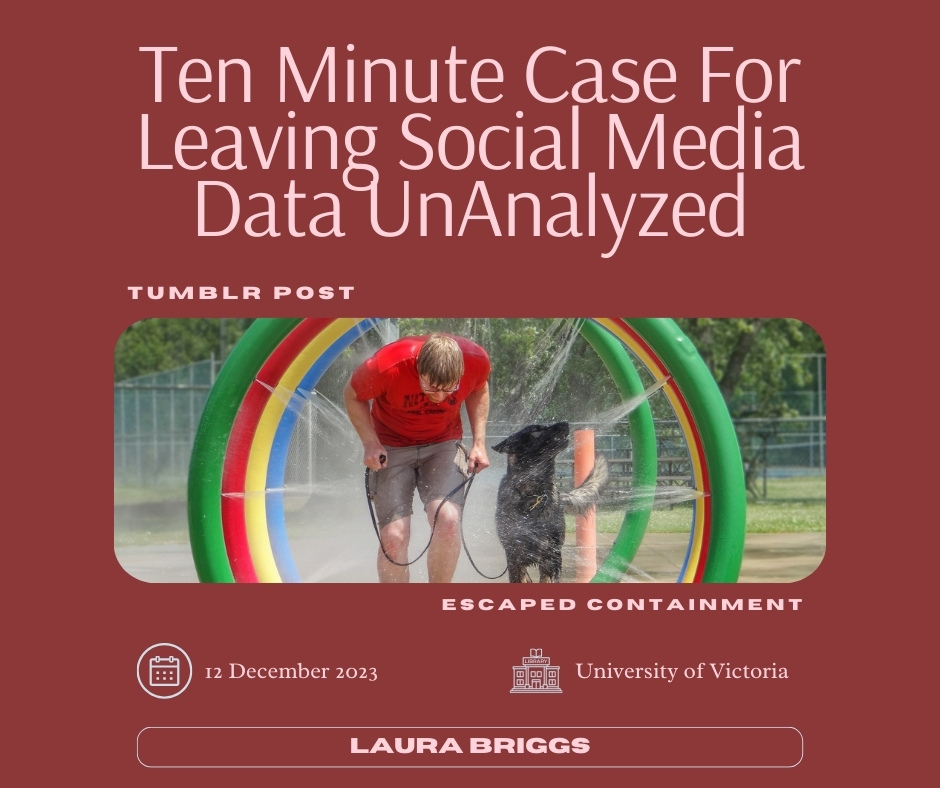 Ten Minute Case For
Leaving Social Media
Data UnAnalyzed
TUMBLR POST
ESCAPED CONTAINMENT
12 December 2023
LIBRARY
University of Victoria
LAURA BRIGGS